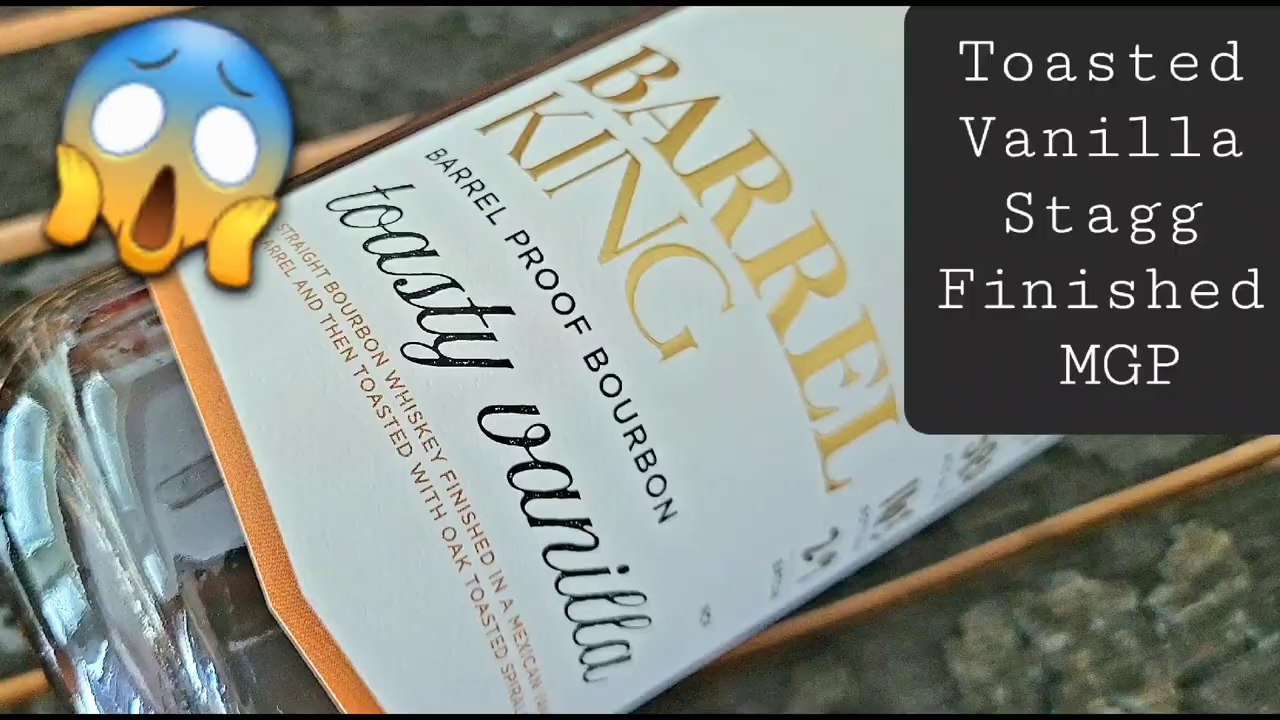 BARREL
KING
BARREL PROOF BOURBON
toasty vanilla
STRAIGHT BOURBON WHISKEY FINISHED IN A MEXICAN
BARREL AND THEN TOASTED WITH OAK TOASTED SPIRAL
Toasted
Vanilla
Stagg
Finished
MGP